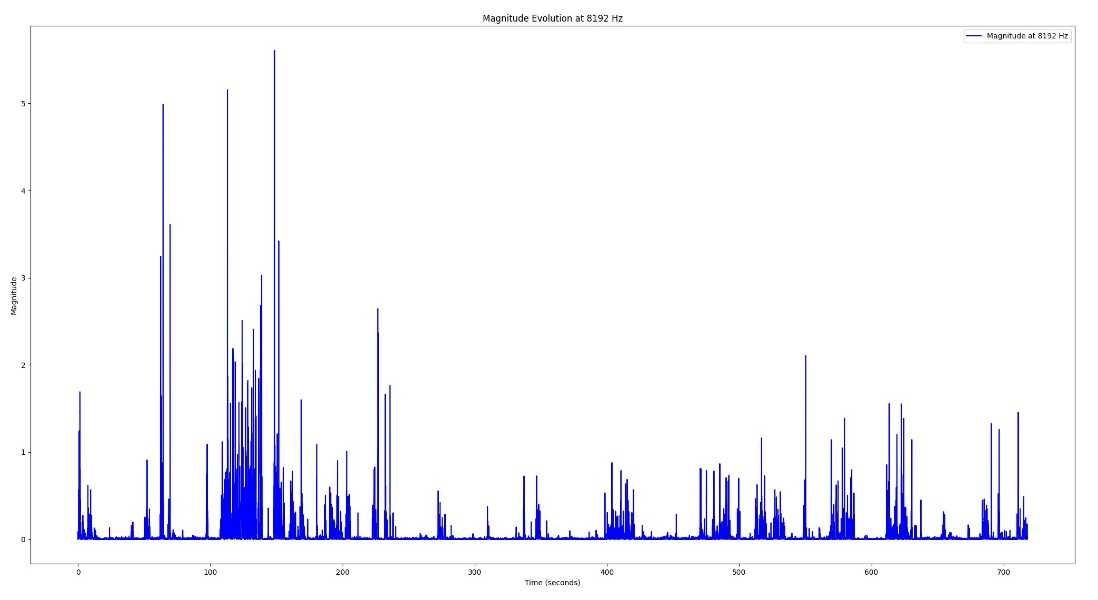 Magnitude Evolution at 8192 Hz
Magnitude at 8192 Hz
Magnitude
5
4
3
2
1
0
0 100 200 300 400 500 600 700
Time (seconds)